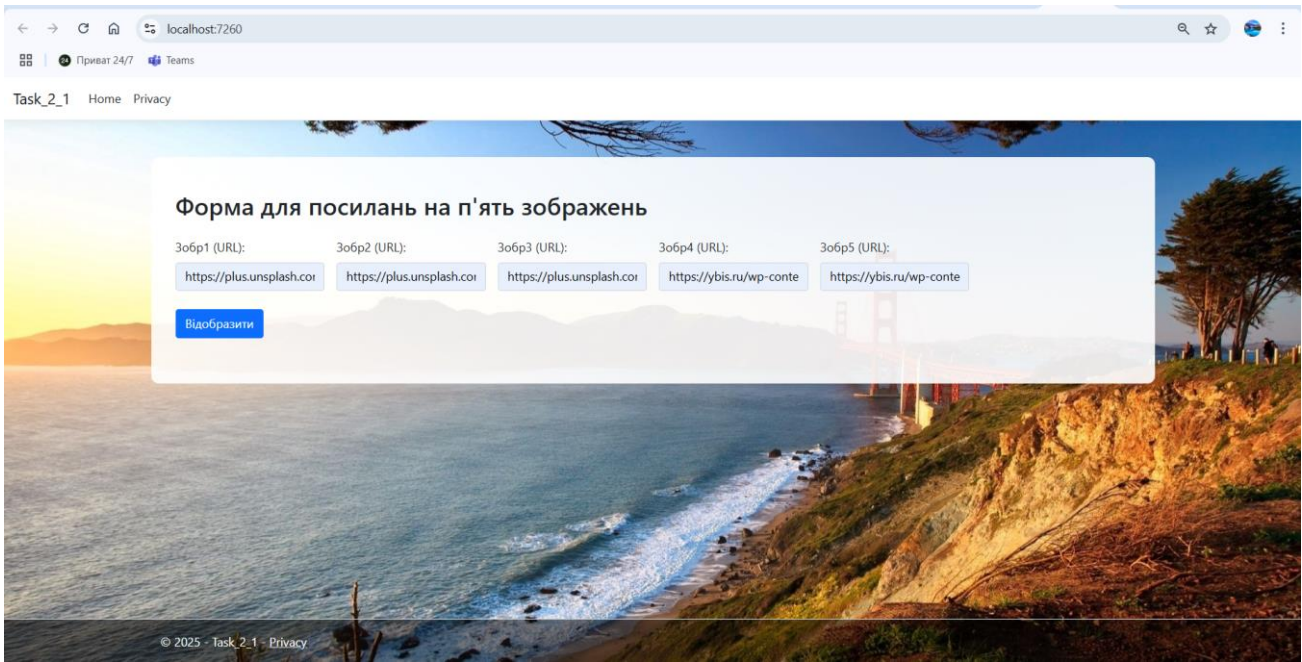 localhost:7260
24 Приват 24/7 Teams
Task_2_1 Home Privacy
Форма для посилань на п'ять зображень
Зобр1 (URL): Зобр2 (URL): Зобр3 (URL): Зобр4 (URL): Зобр5 (URL):
https://plus.unsplash.cor https://plus.unsplash.cor https://plus.unsplash.cor https://ybis.ru/wp-conte https://ybis.ru/wp-conte
Відобразити
© 2025 - Task_2_1 - Privacy